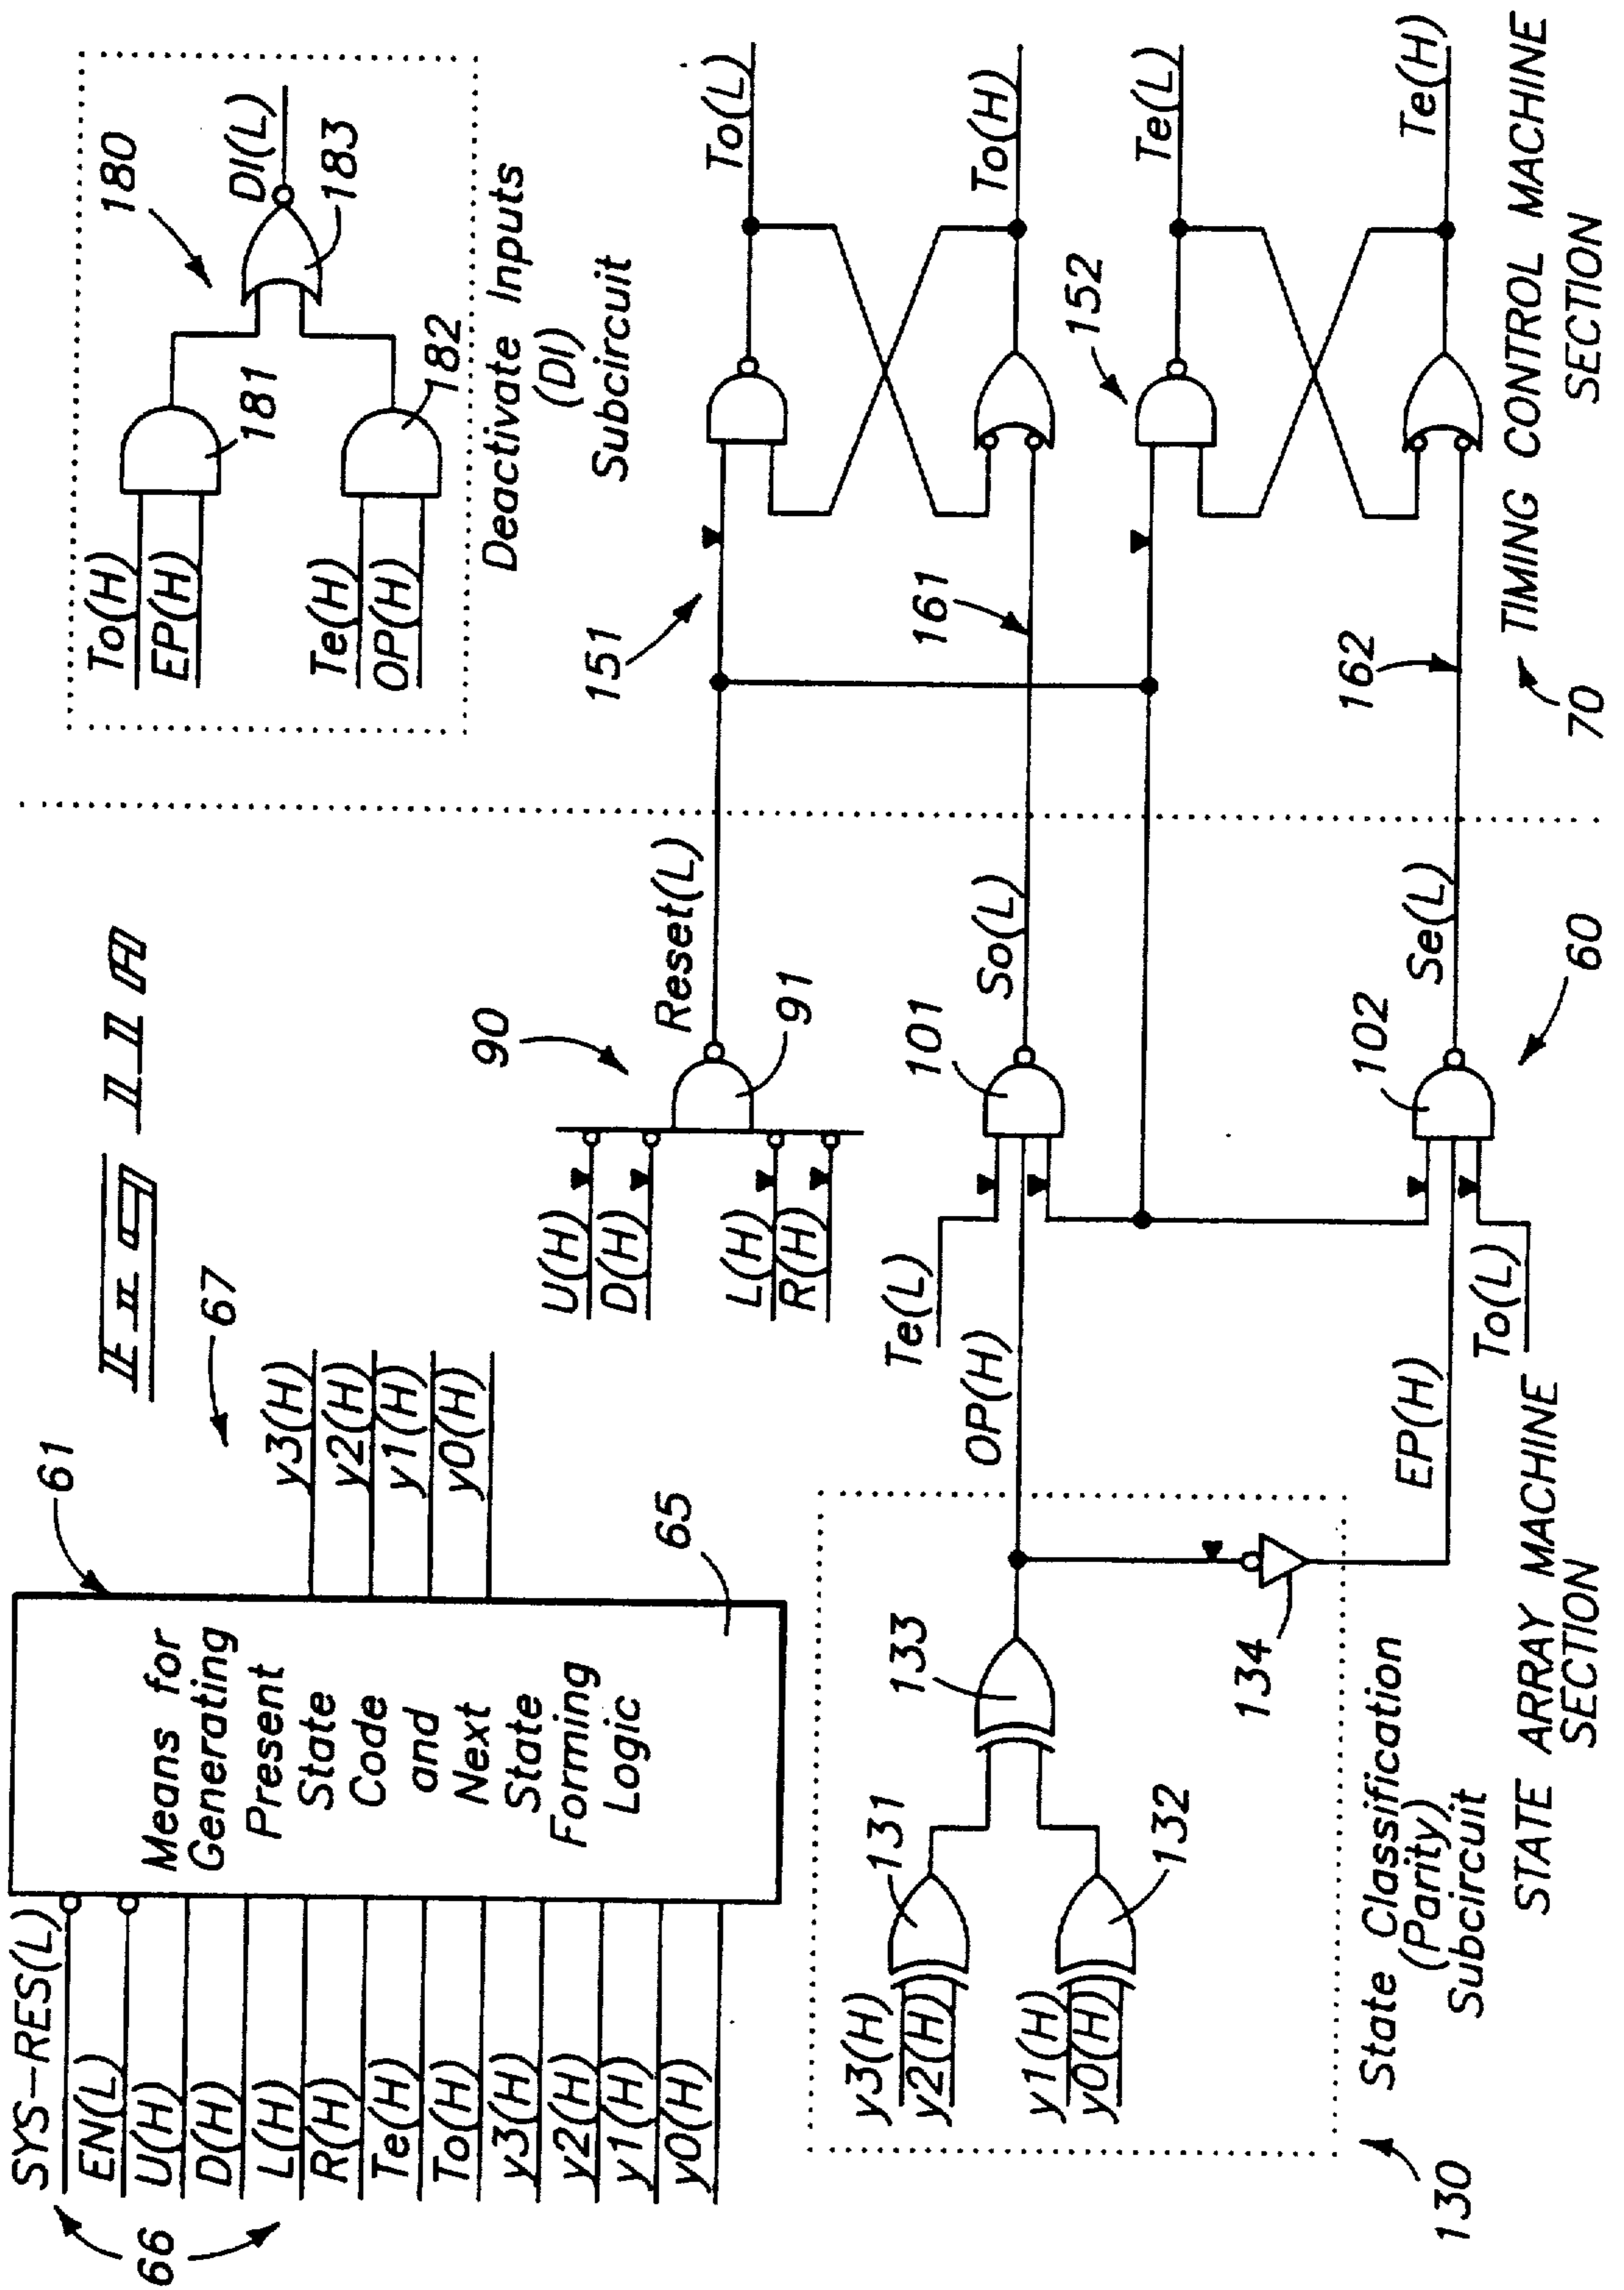 SYS-RES(L)
EN(L)
U(H)
D(H)
L(H)
R(H)
Te(H)
To(H)
y3(H)
y2(H)
y1(H)
y0(H)
66
Means for
Generating
Present
State
Code
and
Next
State
Forming
Logic
61
65
y3(H)
y2(H)
y1(H)
y0(H)
67
Fig 11A
To(H)
EP(H)
Te(H)
OP(H)
181
182
180
183
DI(L)
Deactivate Inputs
(DI)
Subcircuit
U(H)
D(H)
L(H)
R(H)
90
91
Reset(L)
151
To(L)
To(H)
161
y3(H)
y2(H)
y1(H)
y0(H)
131
132
133
134
130
State Classification
(Parity)
Subcircuit
OP(H)
EP(H)
Te(L)
To(L)
101
102
So(L)
Se(L)
60
152
162
Te(L)
Te(H)
STATE ARRAY MACHINE
SECTION
70
TIMING CONTROL MACHINE
SECTION